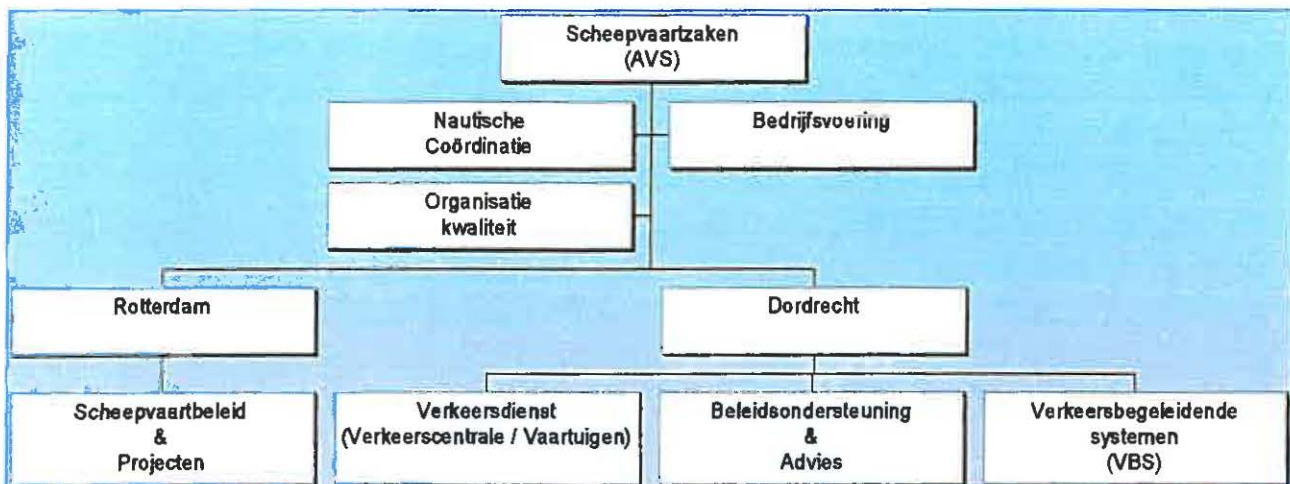 Scheepvaartzaken
(AVS)
Nautische
Coördinatie
Bedrijfsvoering
Organisatie
kwaliteit
Rotterdam
Dordrecht
Scheepvaartbeleid
&
Projecten
Verkeersdienst
(Verkeerscentrale / Vaartuigen)
Beleidsondersteuning
&
Advies
Verkeersbegeleidende
systemen
(VBS)